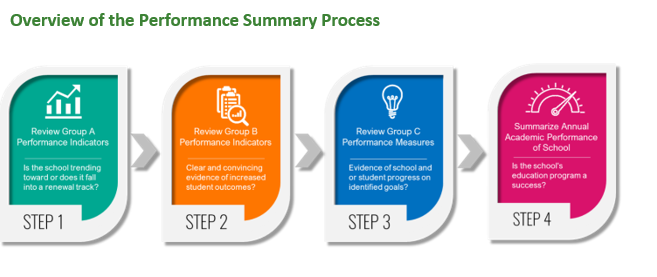 Overview of the Performance Summary Process
Review Group A
Performance Indicators
Is the school trending
toward or does it fall
into a renewal track?
STEP 1
Review Group B
Performance Indicators
Clear and convincing
evidence of increased
student outcomes?
STEP 2
Review Group C
Performance Measures
Evidence of school and
or student progress on
identified goals?
STEP 3
Summarize Annual
Academic Performance
of School
Is the school's
education program a
success?
STEP 4